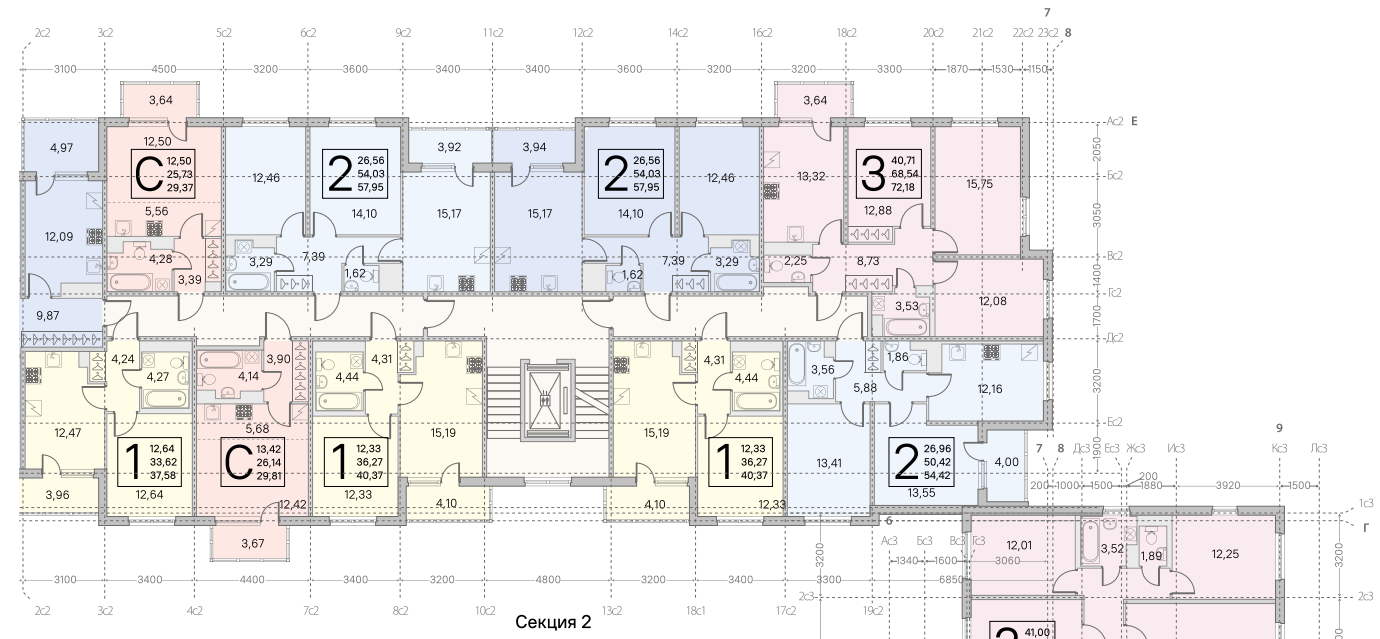 7
2с2 3с2 5с2 6с2 9с2 11с2 12с2 14с2 16с2 18с2 20с2 21с2 22с2 23с2 8
3100 4500 3200 3600 3400 3400 3600 3200 3200 3300 1870 1530 1150
3,64 3,64
Ас2 Е
4,97 12,50 3,92 3,94 2050
С 12,50 25,73 29,37
2 26,56 54,03 57,95
2 26,56 54,03 57,95
3 40,71 68,54 72,18
12,46 12,46 13,32 15,75 Бс2
5,56 14,10 15,17 15,17 14,10 12,88 3050
12,09
4,28 3,29 7,39 7,39 3,29 2,25 8,73 Вс2
3,39 1,62 1,62 1400
Гс2
9,87 3,53 12,08
1700
Дс2
4,24 3,90 4,31 4,31 1,86
4,27 4,14 4,44 4,44 3,56 5,88 12,16 3200
12,47 5,68 15,19 15,19 Ес2
1 12,64 33,62 37,58
С 13,42 26,14 29,81
1 12,33 36,27 40,37
1 12,33 36,27 40,37
2 26,96 50,42 54,42
13,41 4,00 1900
9
7 8 Дс3 Ес3 Жс3 Ис3 Кс3 Лс3
200
200 1000 1500 1880 3920 1500
3,96 12,64 12,42 12,33 4,10 4,10 12,33 13,55
1с3
Г
6
3,67
Ас3 Бс3 Вс3 Гс3
3200 1340 1600 3060 12,01 3,52 1,89 12,25 3200
3100 3400 4400 3400 3200 4800 3200 3400 3300 6850
2с3 2с3
2с2 3с2 4с2 7с2 8с2 10с2 13с2 18с1 17с2 19с2
Секция 2
41,00